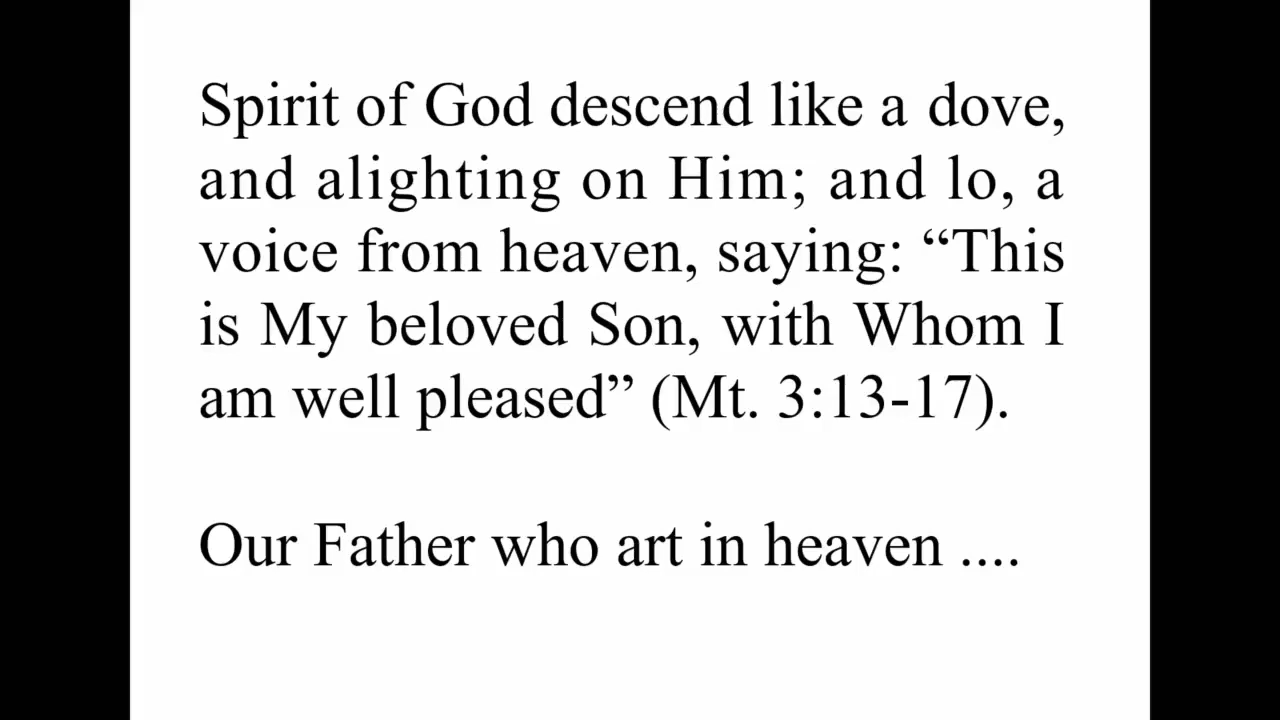 Spirit of God descend like a dove,
and alighting on Him; and lo, a
voice from heaven, saying: “This
is My beloved Son, with Whom I
am well pleased” (Mt. 3:13-17).
Our Father who art in heaven ....